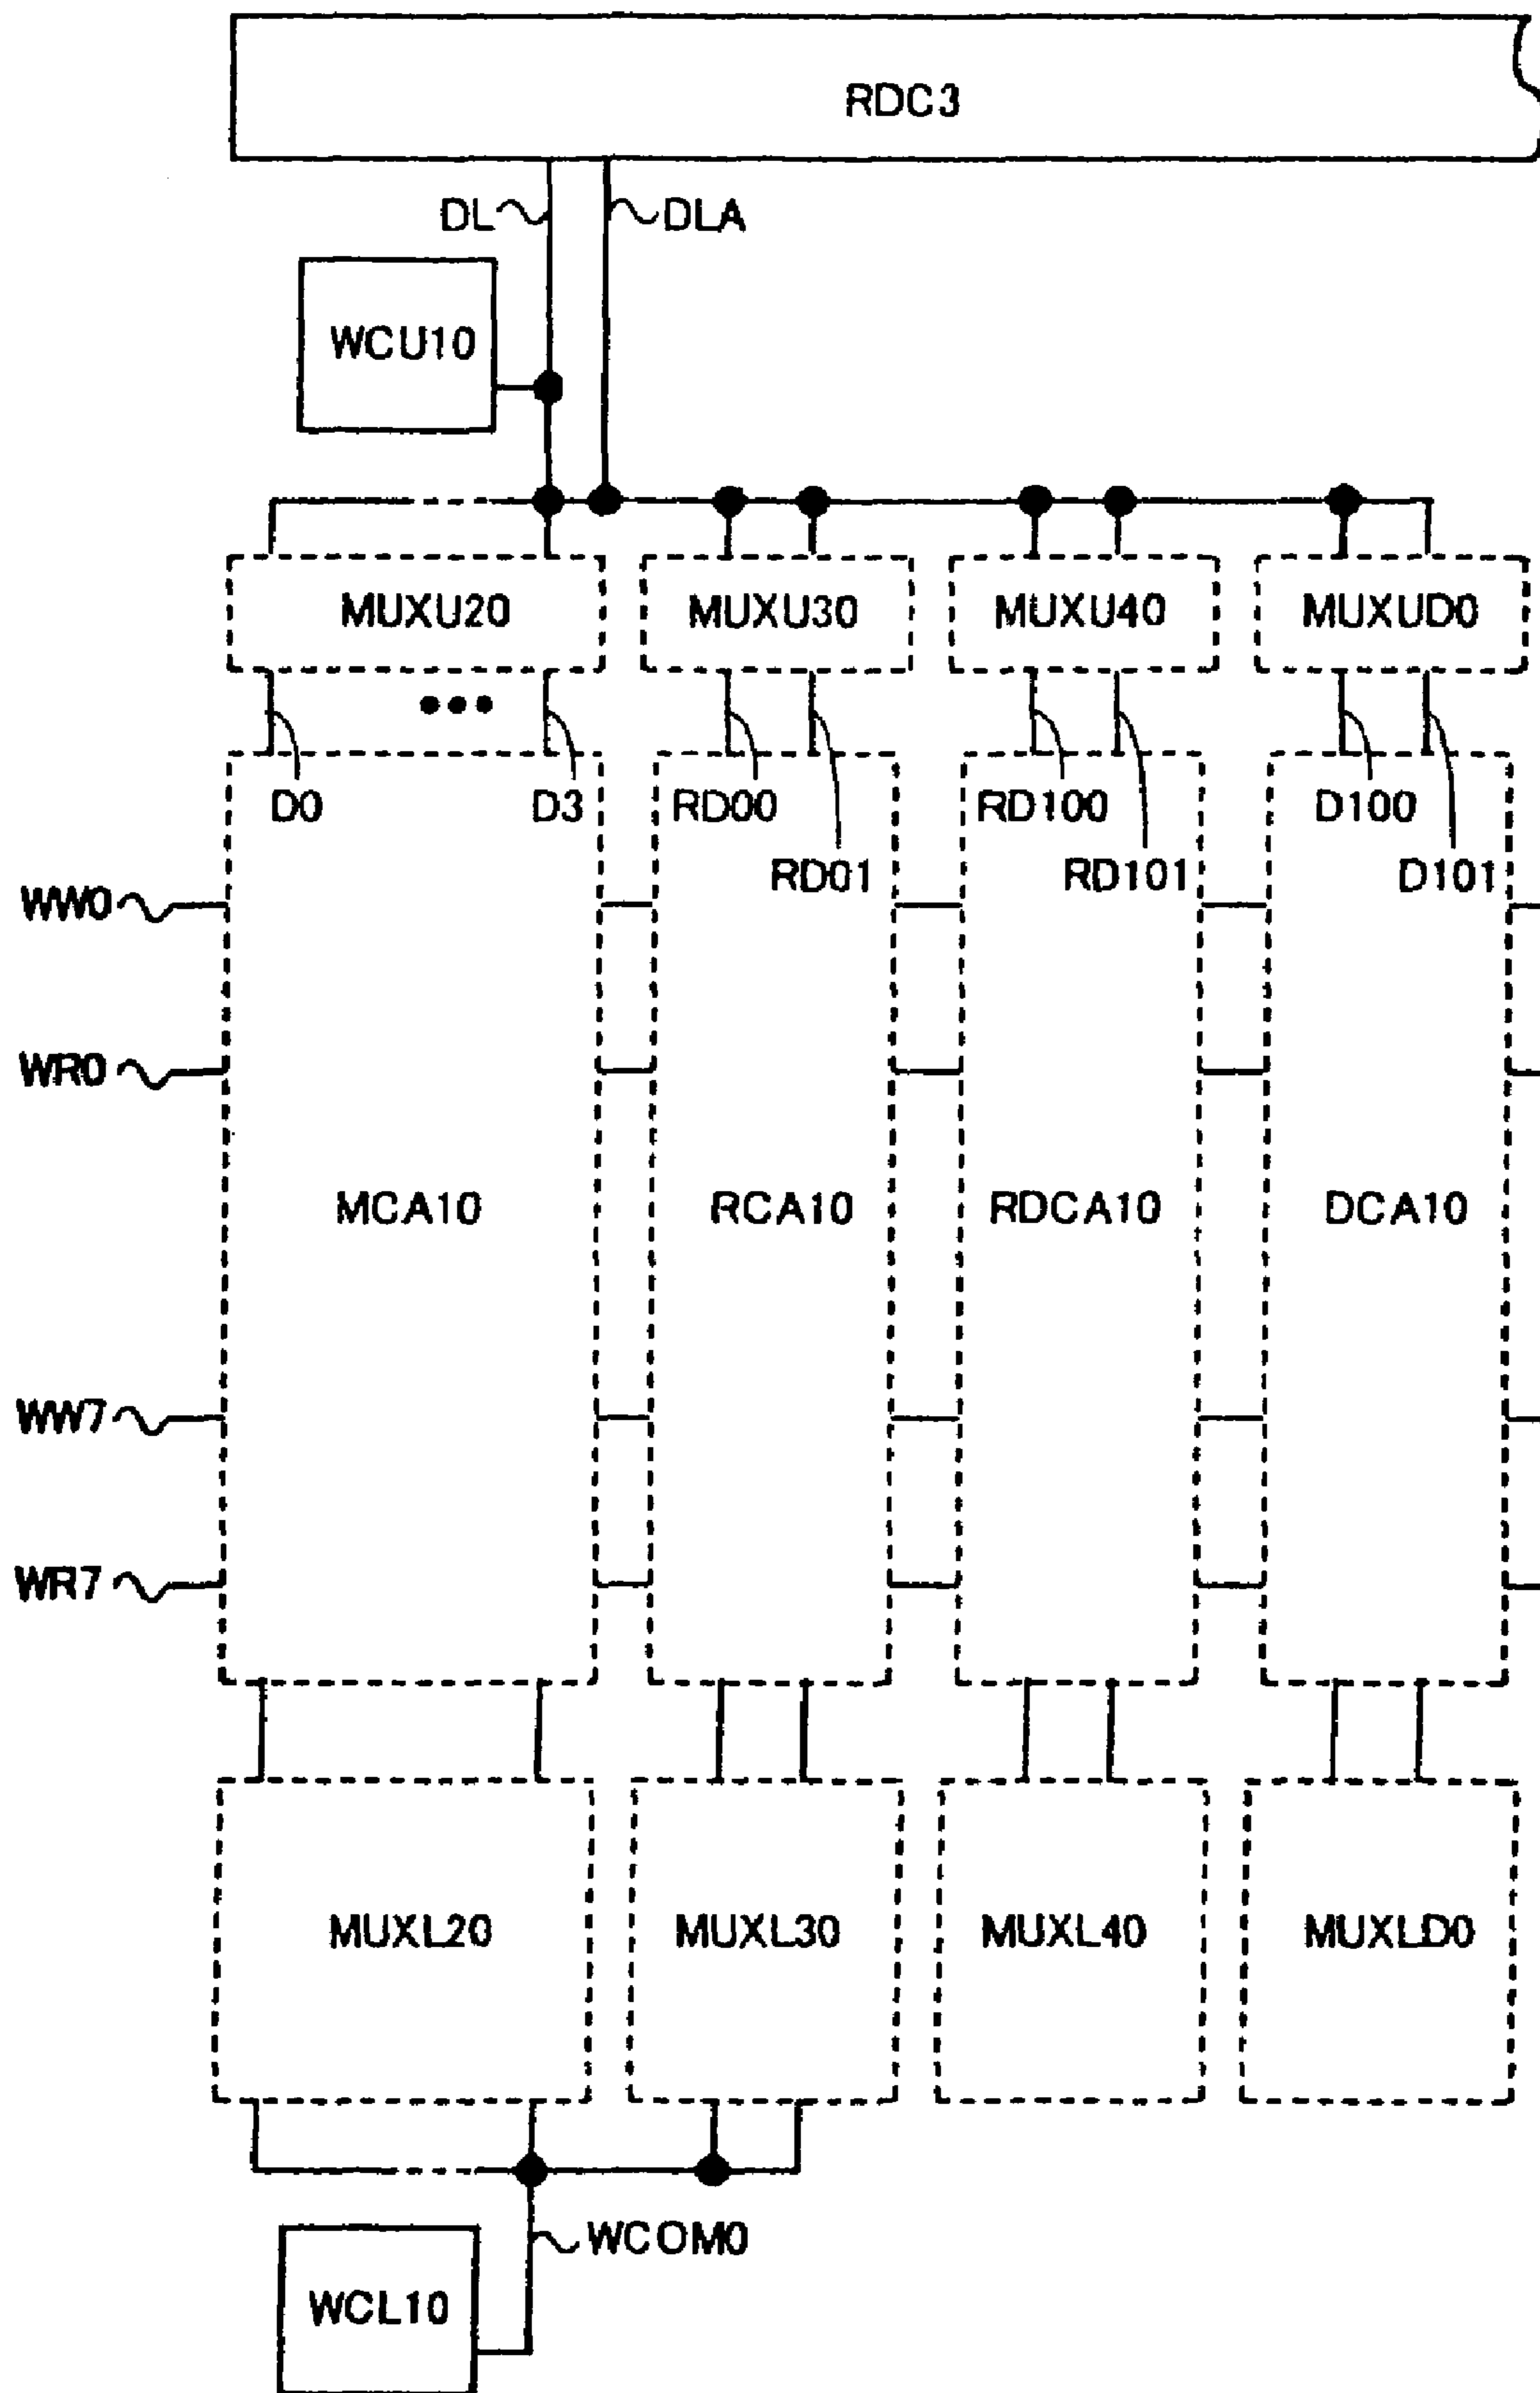 RDC3
DL DLA
WCU10
MUXU20 MUXU30 MUXU40 MUXUD0
D0 D3 RD00 RD100 D100
RD01 RD101 D101
WW0
WR0
MCA10 RCA10 RDCA10 DCA10
WW7
WR7
MUXL20 MUXL30 MUXL40 MUXLD0
WCOM0
WCL10